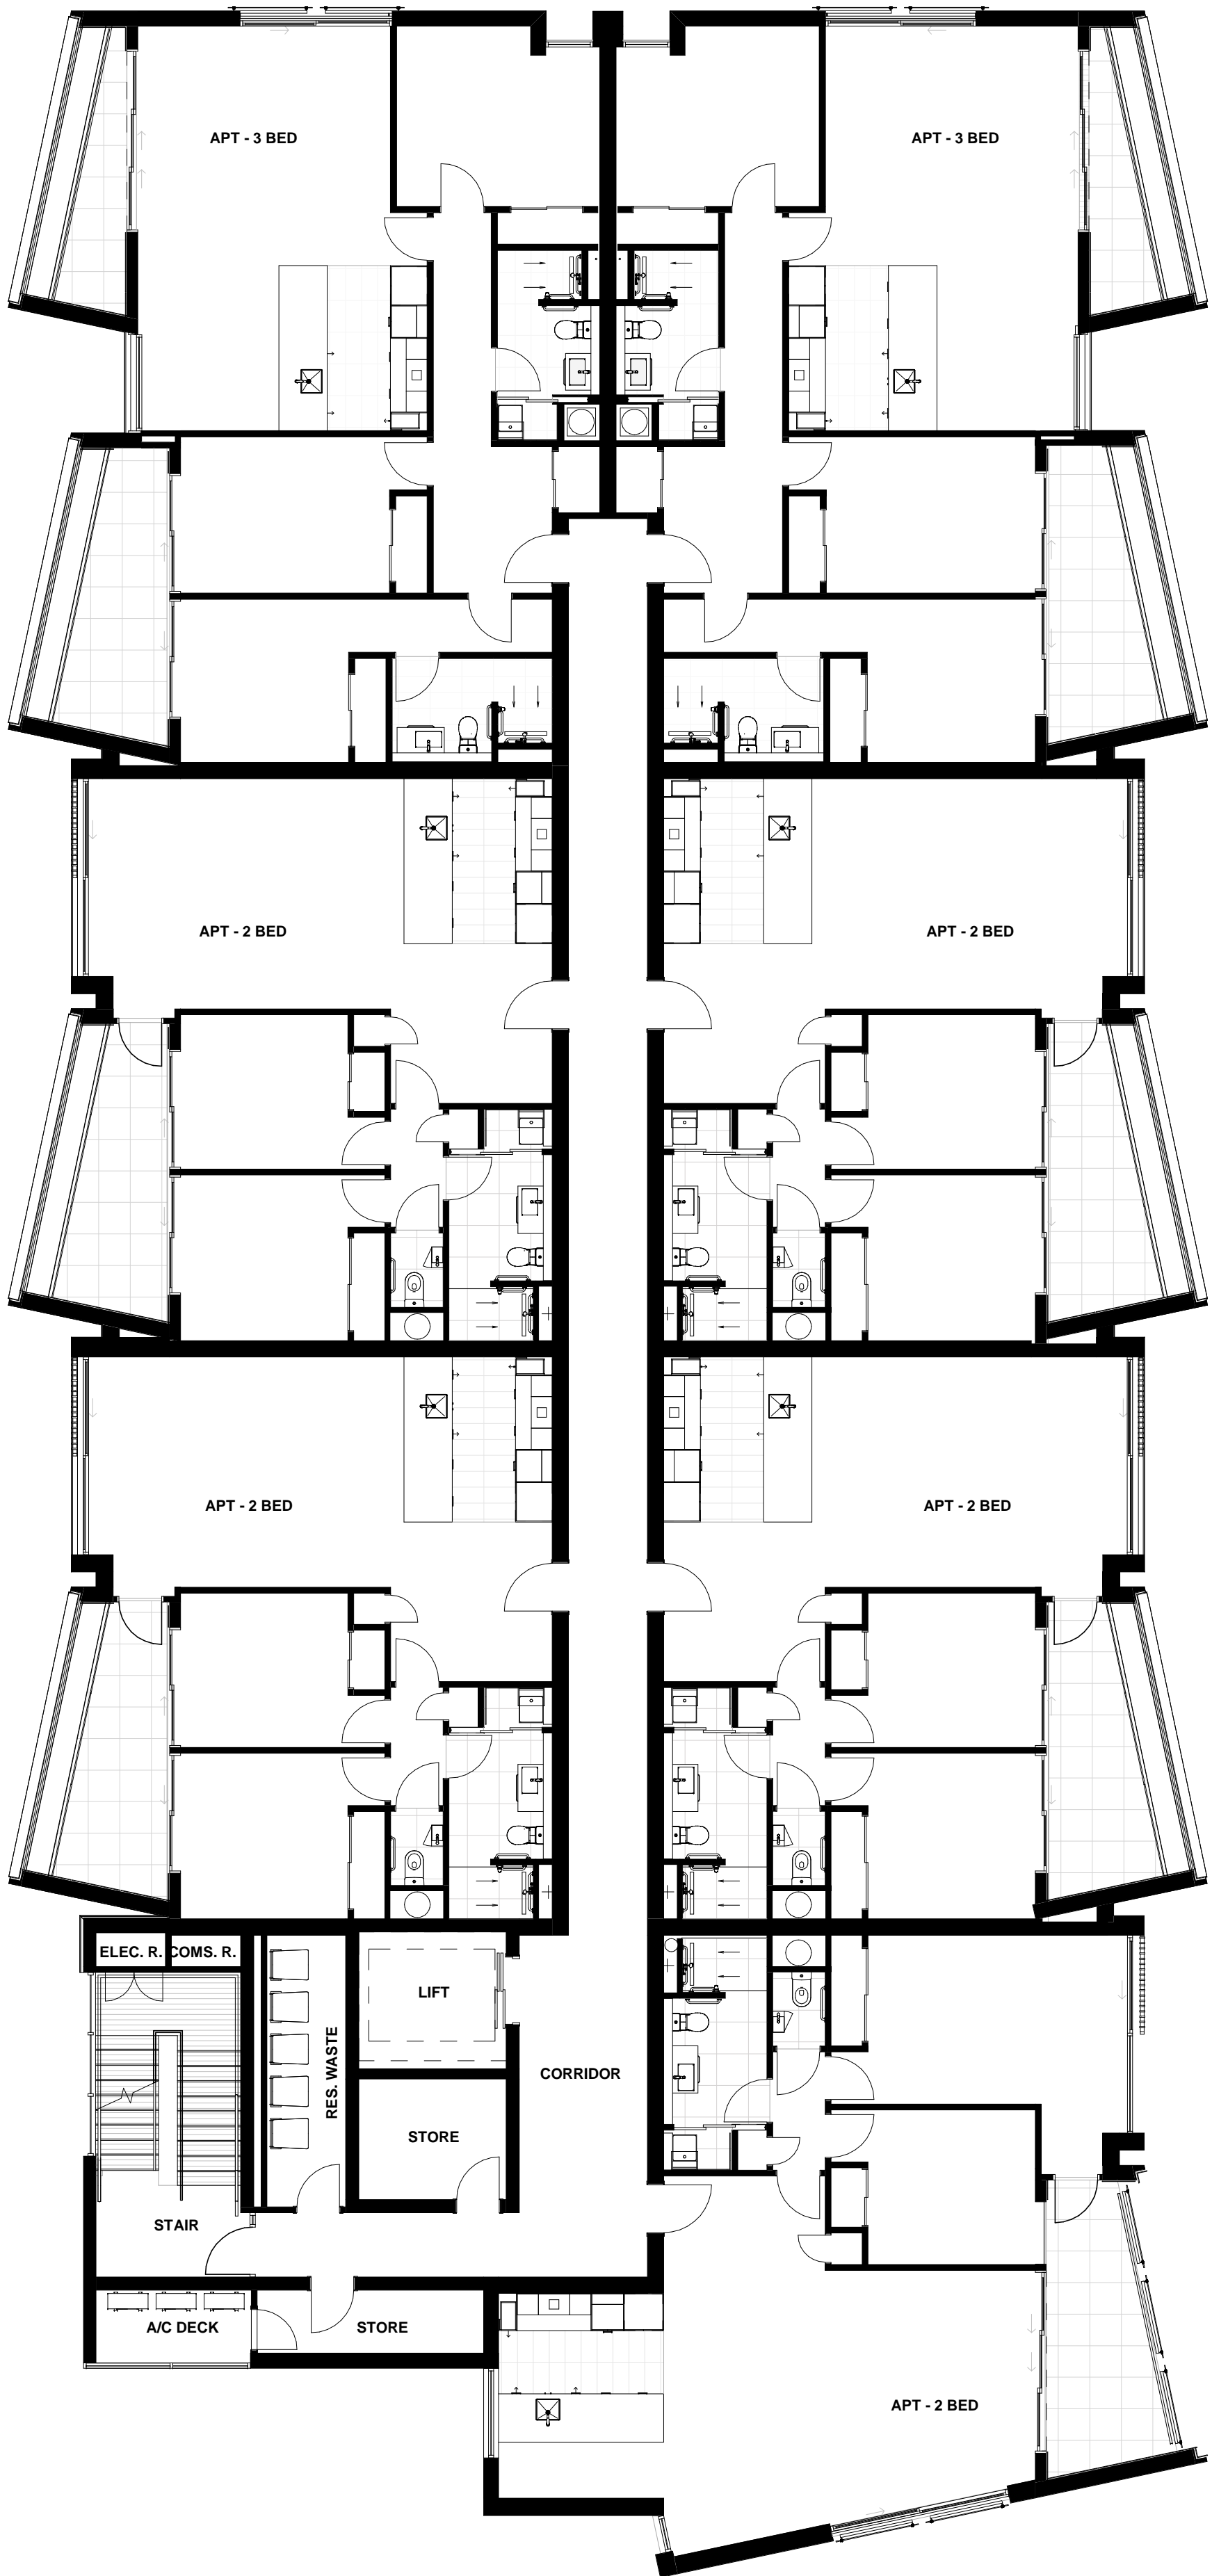 APT - 3 BED
APT - 3 BED
APT - 2 BED
APT - 2 BED
APT - 2 BED
APT - 2 BED
ELEC. R.
COMS. R.
LIFT
RES. WASTE
CORRIDOR
STORE
STAIR
A/C DECK
STORE
APT - 2 BED